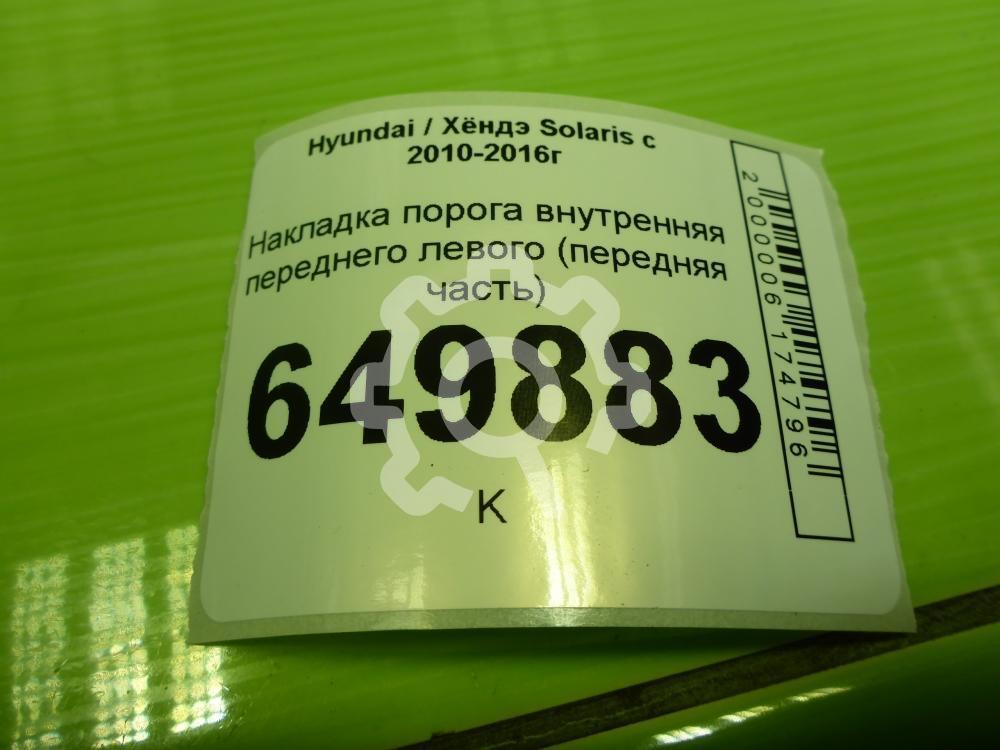 Hyundai / Хёндэ Solaris с
2010-2016г
Накладка порога внутренняя
переднего левого (передняя
часть)
649883
К
2000006174796